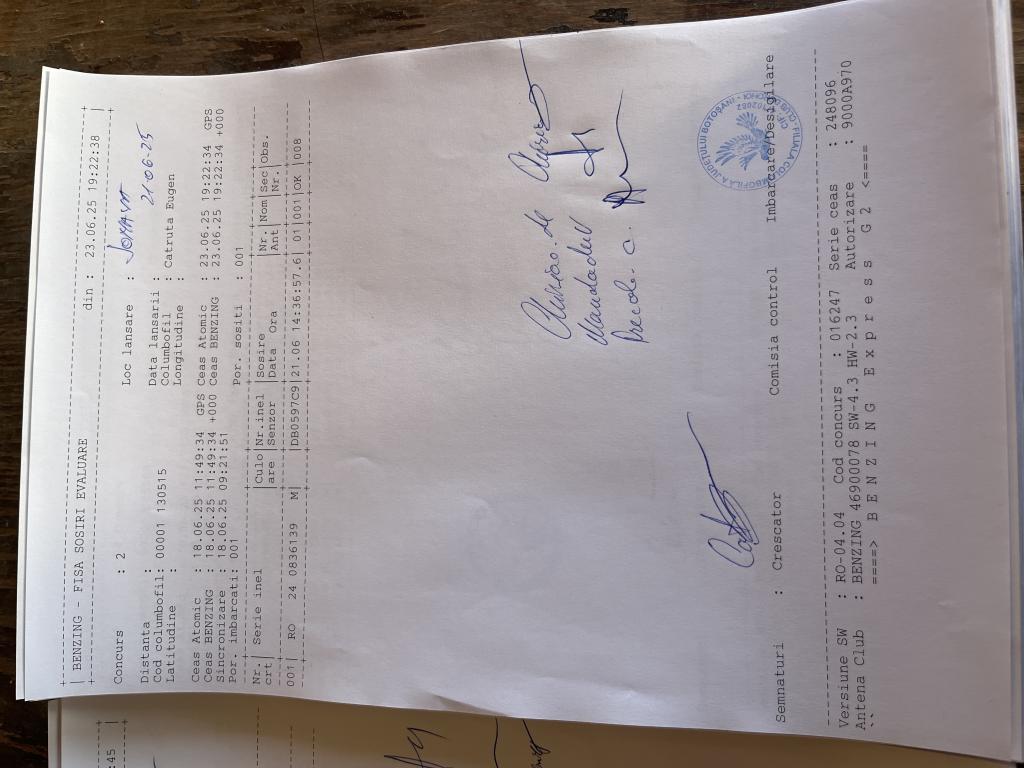 BENZING - FISA SOSIRI EVALUARE din : 23.06.25 19:22:38
Concurs : 2 Loc lansare :
Distanta : Data lansarii: 21 06-25
Cod columbofil: 00001 130515 Columbofil : Catruta Eugen
Latitudine : Longitudine :
Ceas Atomic : 18.06.25 11:49:34 GPS Ceas Atomic : 23.06.25 19:22:34 GPS
Ceas BENZING : 18.06.25 11:49:34 +000 Ceas BENZING : 23.06.25 19:22:34 +000
Sincronizare : 18.06.25 09:21:51
Por. imbarcati: 001 Por. sositi : 001
Nr.| Serie inel |Culo|Nr.inel |Sosire |Nr.|Nom|Sec|Obs.
crt| |are |Senzor |Data Ora |Ant| |Nr.|
001| RO 24 0836139 M| |DB0597C9|21.06 14:36:57.6| 01|001|OK |008
Semnaturi : Crescator Comisia control Imbarcare/Desigilare
FILIALA COLUMBOFILĂ A JUDEȚULUI BOTOȘANI
Versiune SW : RO-04.04 Cod concurs : 016247 Serie ceas : 248096
Antena Club : BENZING 46900078 SW-4.3 HW-2.3 Autorizare : 9000A970
====> B E N Z I N G E x p r e s s G 2 <====